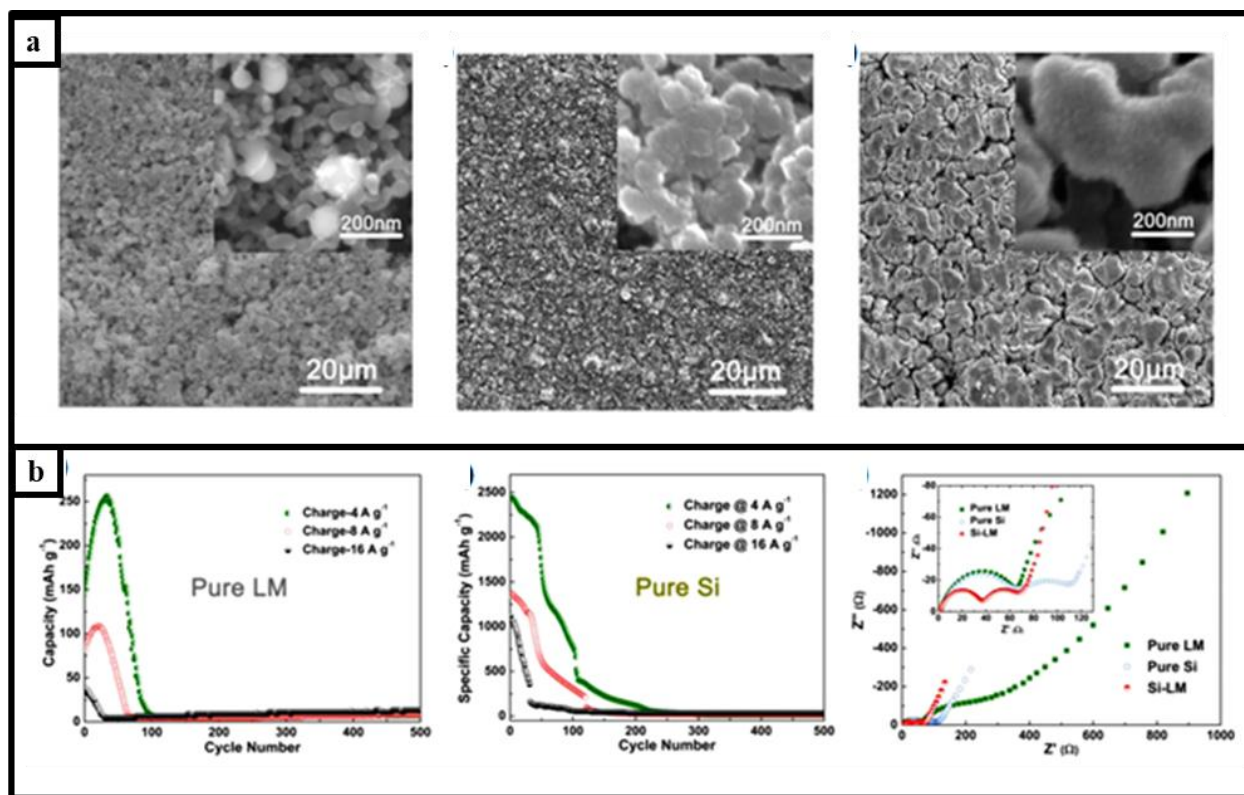 a
200nm
20μm
200nm
20μm
200nm
20μm
b
Capacity (mAh g⁻¹)
250
200
150
100
50
0
Charge-4 A g⁻¹
Charge-8 A g⁻¹
Charge-16 A g⁻¹
Pure LM
0 100 200 300 400 500
Cycle Number
Specific Capacity (mAh g⁻¹)
2500
2000
1500
1000
500
0
Charge @ 4 A g⁻¹
Charge @ 8 A g⁻¹
Charge @ 16 A g⁻¹
Pure Si
0 100 200 300 400 500
Cycle Number
Z'' (Ω)
-1200
-1000
-800
-600
-400
-200
0
-80
-60
-40
-20
0
Pure LM
Pure Si
Si-LM
0 20 40 60 80 100 120
Pure LM
Pure Si
Si-LM
0 200 400 600 800 1000
Z' (Ω)